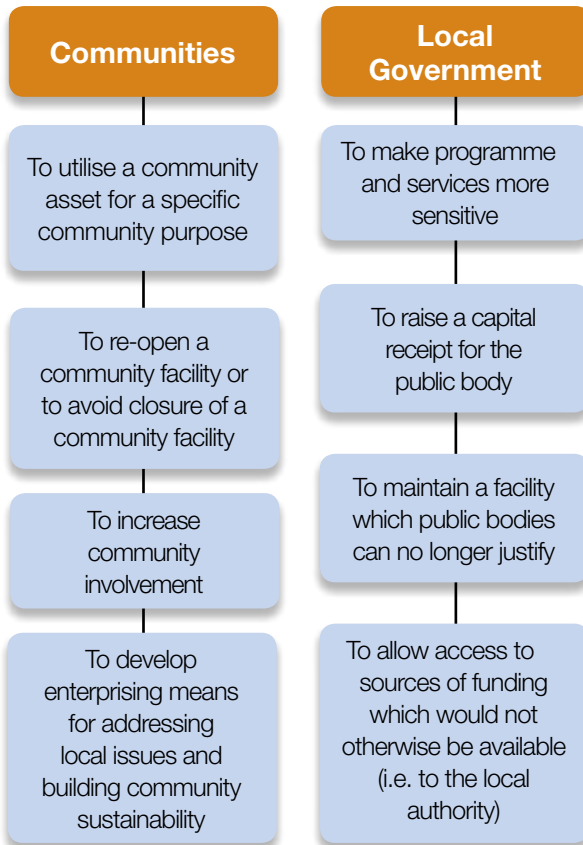 Communities
To utilise a community
asset for a specific
community purpose
To re-open a
community facility or
to avoid closure of a
community facility
To increase
community
involvement
To develop
enterprising means
for addressing
local issues and
building community
sustainability
Local
Government
To make programme
and services more
sensitive
To raise a capital
receipt for the
public body
To maintain a facility
which public bodies
can no longer justify
To allow access to
sources of funding
which would not
otherwise be available
(i.e. to the local
authority)